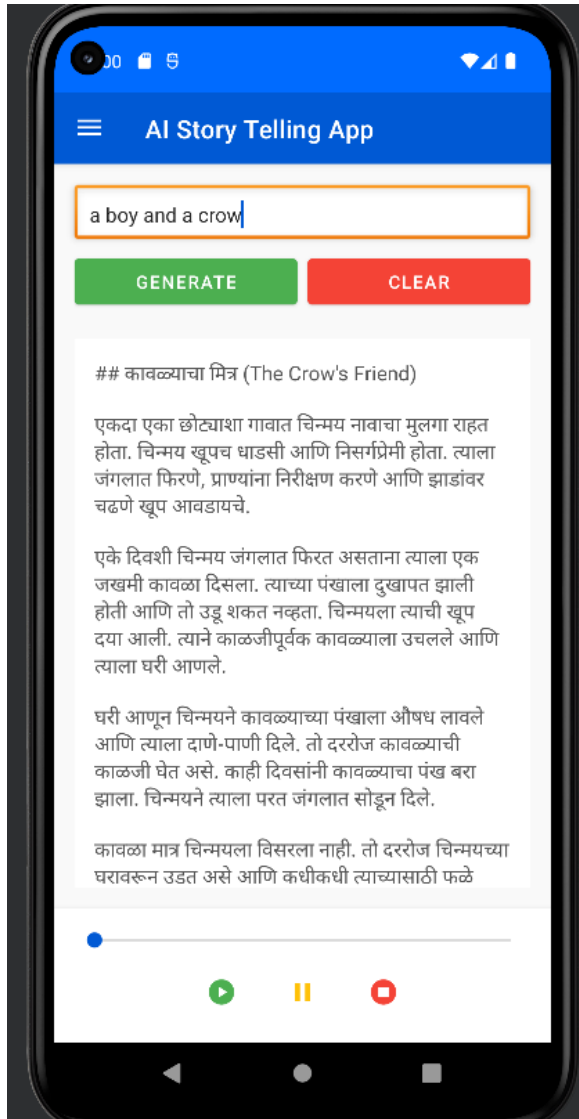 :00
AI Story Telling App
a boy and a crow
GENERATE
CLEAR
## कावळ्याचा मित्र (The Crow's Friend)
एकदा एका छोट्याशा गावात चिन्मय नावाचा मुलगा राहत
होता. चिन्मय खूपच धाडसी आणि निसर्गप्रेमी होता. त्याला
जंगलात फिरणे, प्राण्यांना निरीक्षण करणे आणि झाडांवर
चढणे खूप आवडायचे.
एके दिवशी चिन्मय जंगलात फिरत असताना त्याला एक
जखमी कावळा दिसला. त्याच्या पंखाला दुखापत झाली
होती आणि तो उडू शकत नव्हता. चिन्मयला त्याची खूप
दया आली. त्याने काळजीपूर्वक कावळ्याला उचलले आणि
त्याला घरी आणले.
घरी आणून चिन्मयने कावळ्याच्या पंखाला औषध लावले
आणि त्याला दाणे-पाणी दिले. तो दररोज कावळ्याची
काळजी घेत असे. काही दिवसांनी कावळ्याचा पंख बरा
झाला. चिन्मयने त्याला परत जंगलात सोडून दिले.
कावळा मात्र चिन्मयला विसरला नाही. तो दररोज चिन्मयच्या
घरावरून उडत असे आणि कधीकधी त्याच्यासाठी फळे